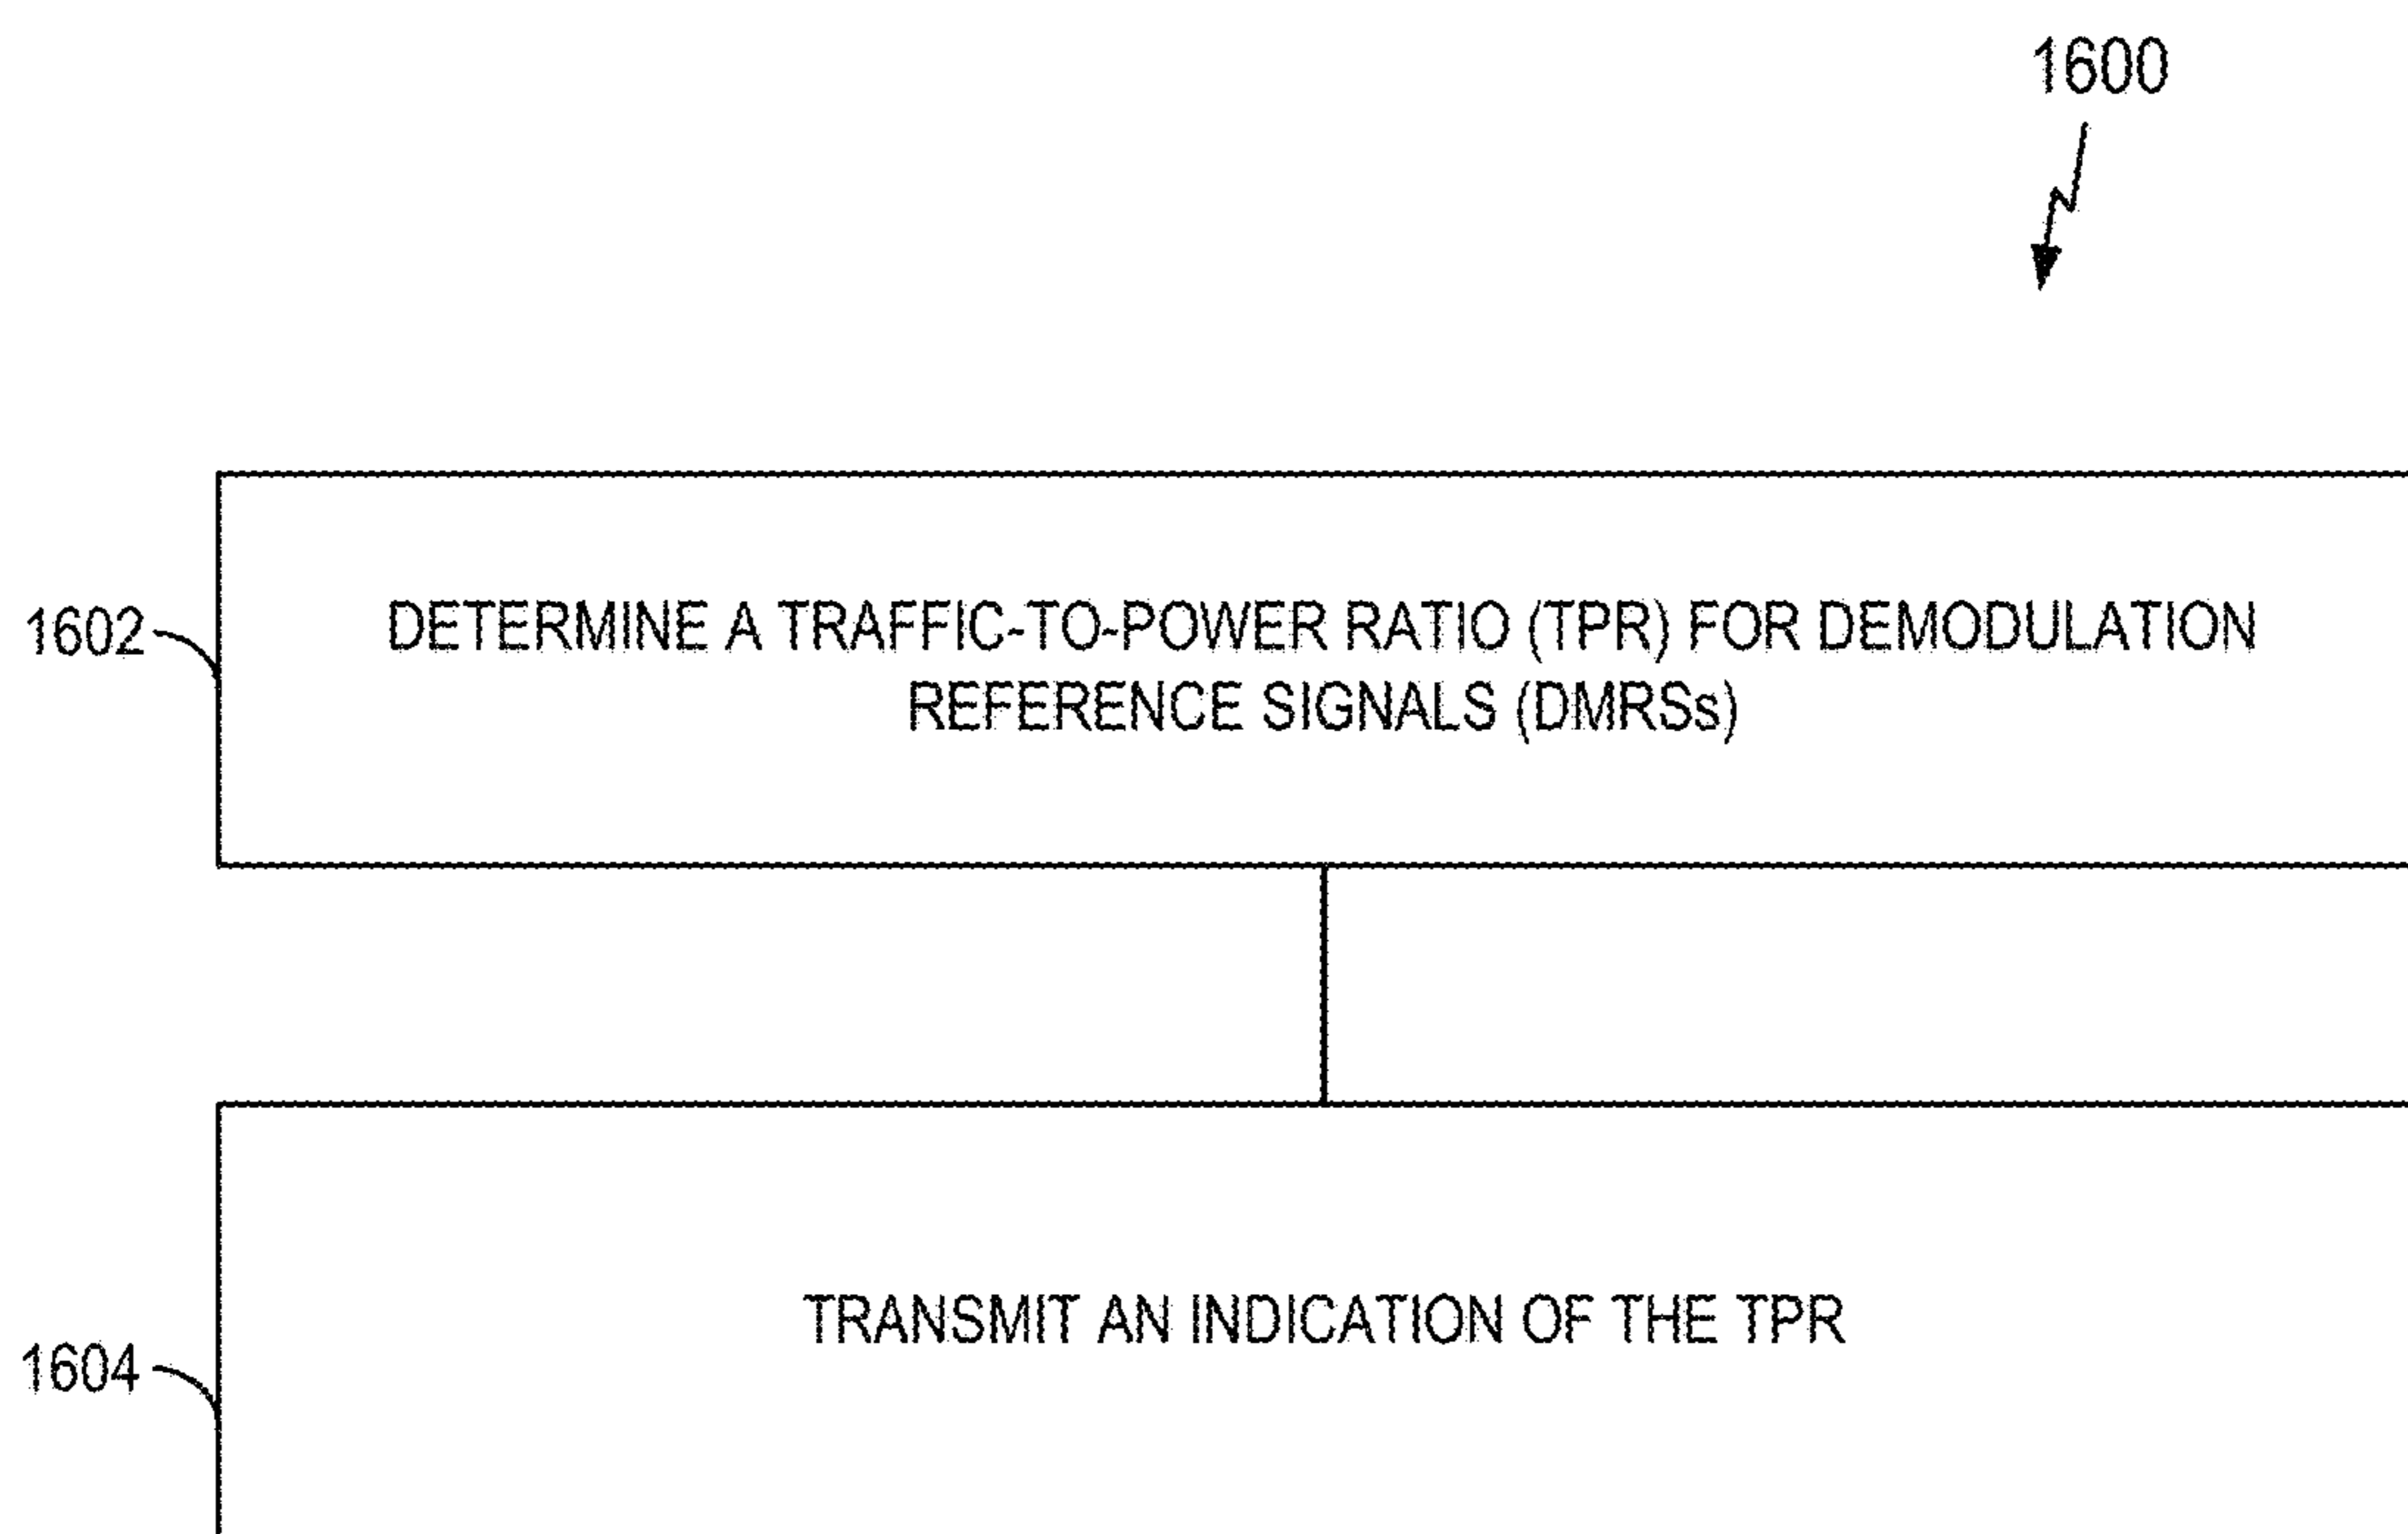 1600
1602
DETERMINE A TRAFFIC-TO-POWER RATIO (TPR) FOR DEMODULATION
REFERENCE SIGNALS (DMRSs)
TRANSMIT AN INDICATION OF THE TPR
1604